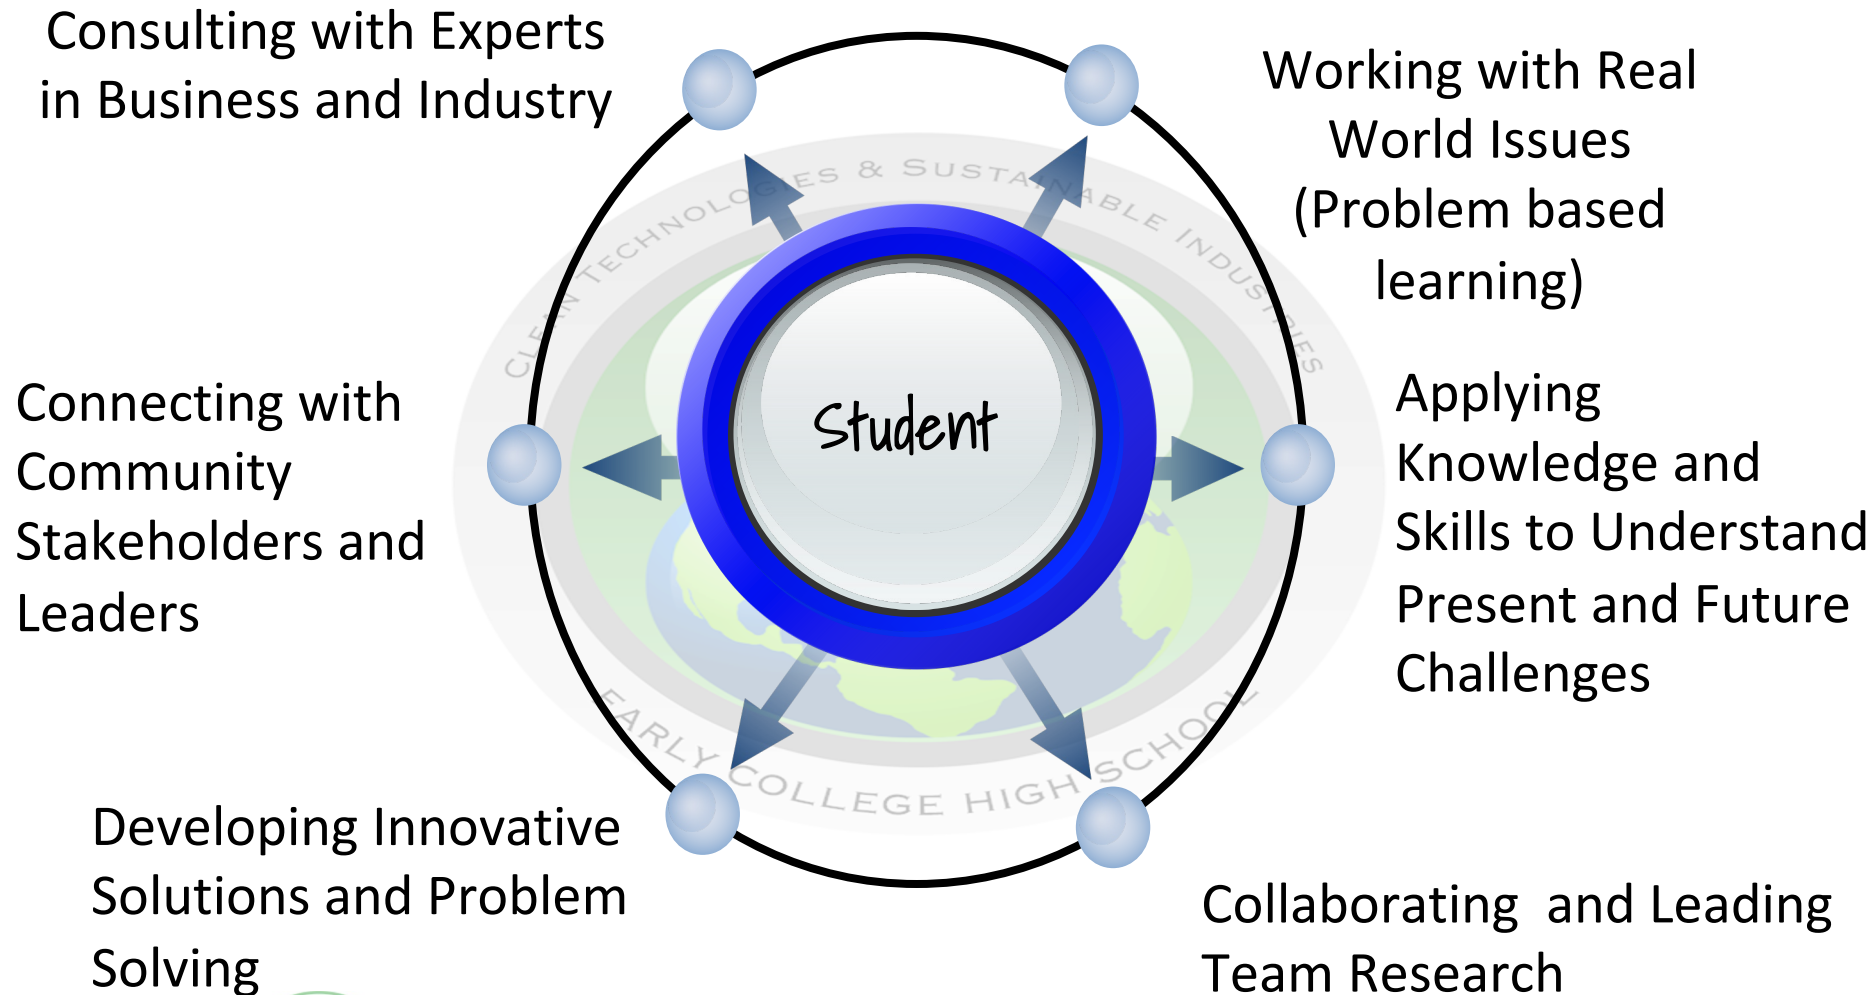 Consulting with Experts
in Business and Industry
Working with Real
World Issues
(Problem based
learning)
CLEAN TECHNOLOGIES & SUSTAINABLE INDUSTRIES
Student
Connecting with
Community
Stakeholders and
Leaders
Applying
Knowledge and
Skills to Understand
Present and Future
Challenges
EARLY COLLEGE HIGH SCHOOL
Developing Innovative
Solutions and Problem
Solving
Collaborating  and Leading
Team Research